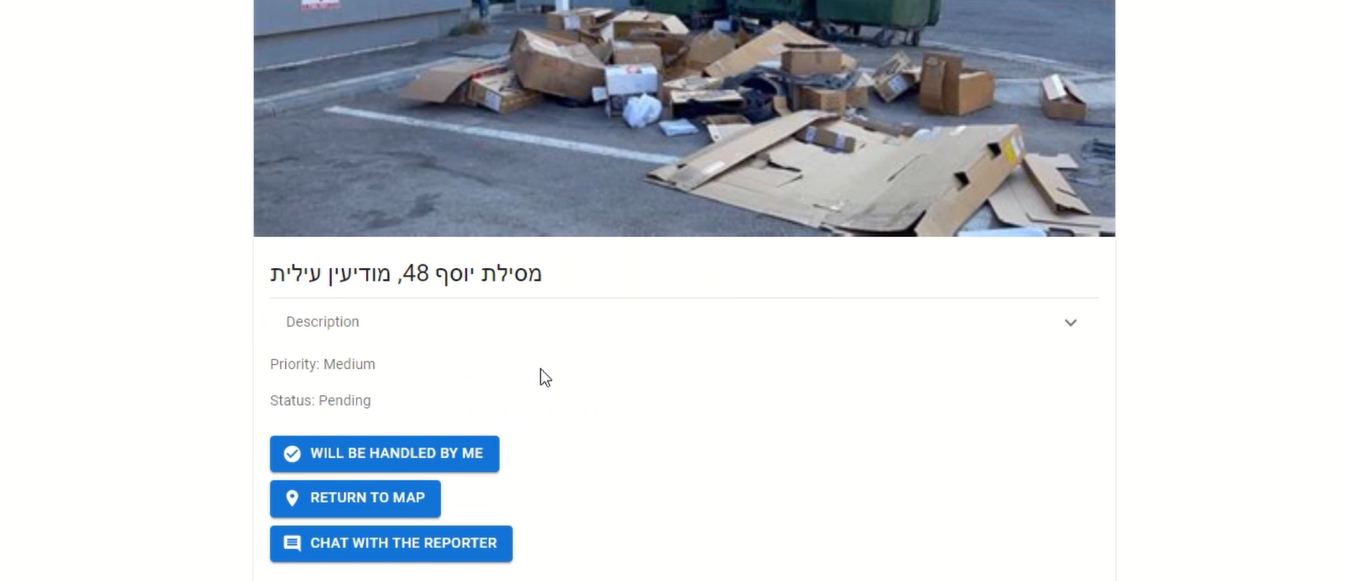 מסילת יוסף 48, מודיעין עילית
Description
Priority: Medium
Status: Pending
WILL BE HANDLED BY ME
RETURN TO MAP
CHAT WITH THE REPORTER